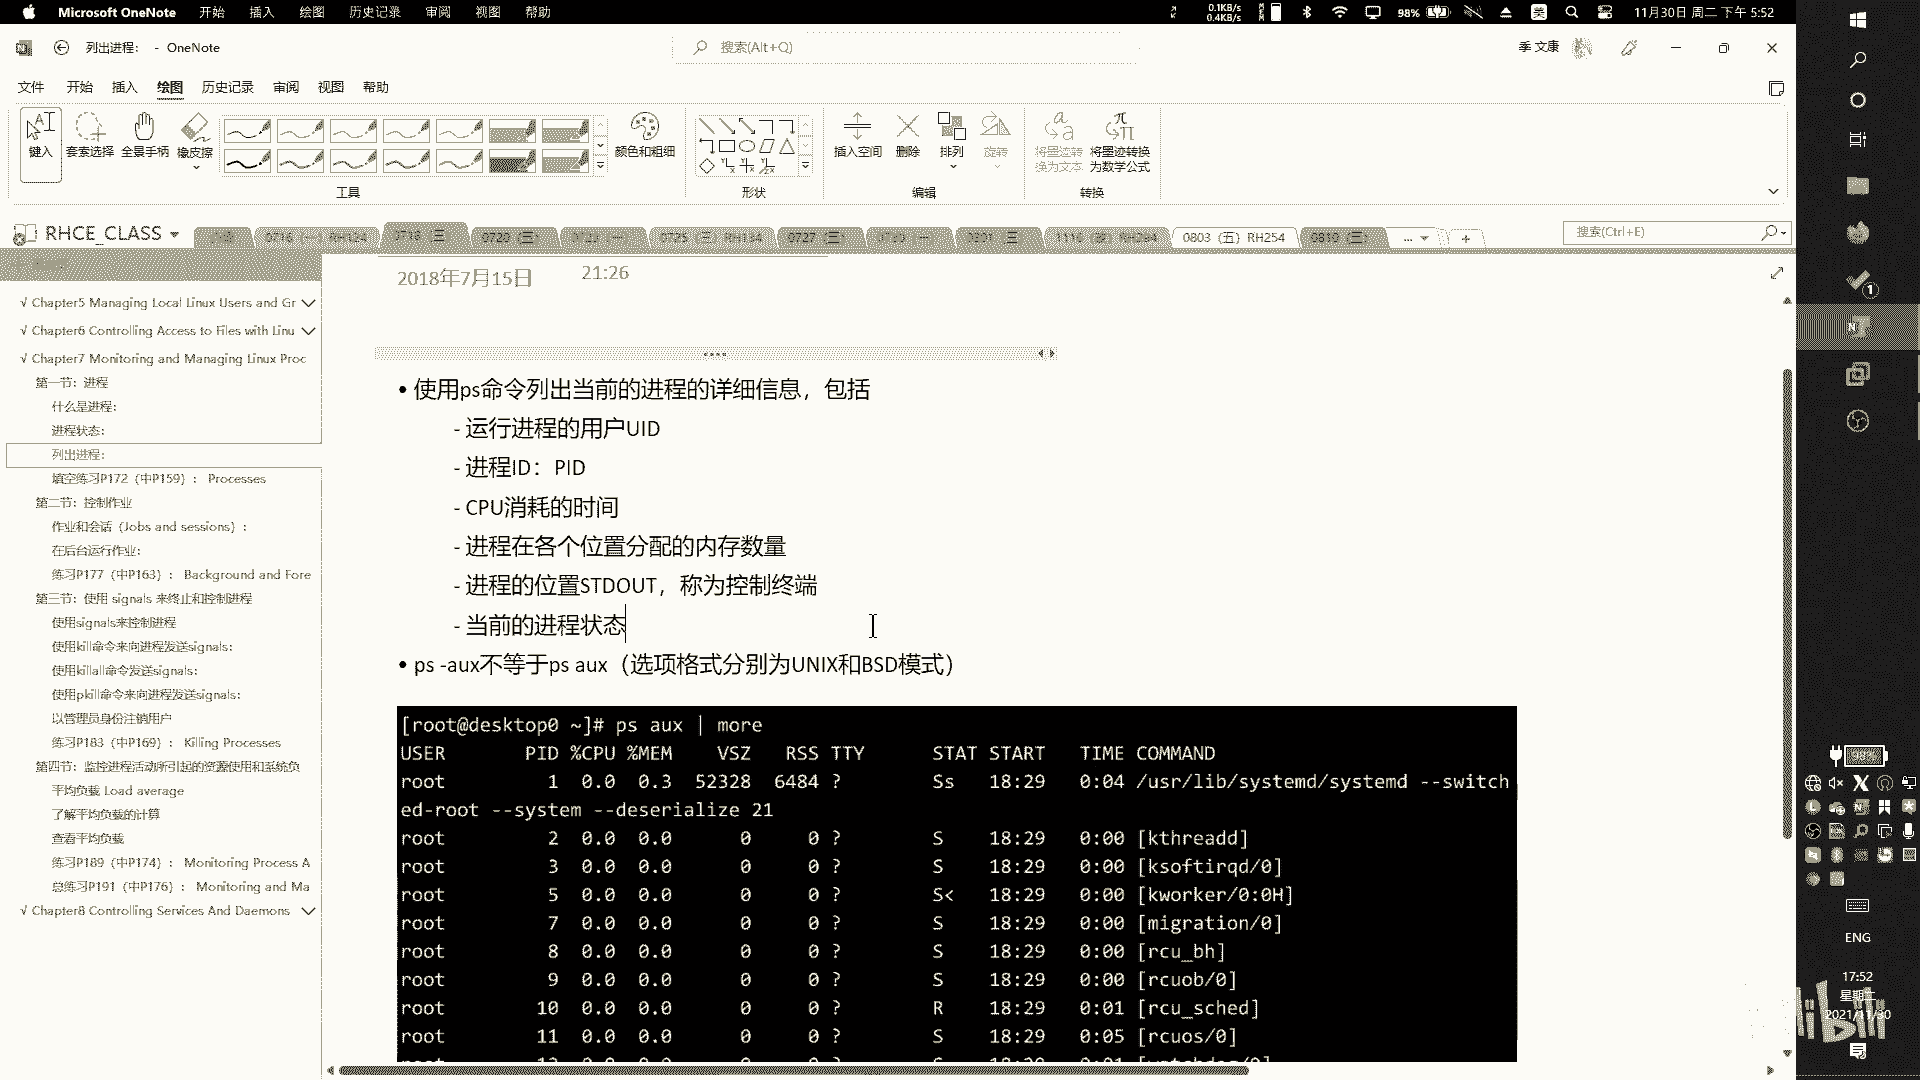 Microsoft OneNote 开始 插入 绘图 历史记录 审阅 视图 帮助
0.1KB/s
0.4KB/s
98%
美
11月30日 周二 下午 5:52
列出进程: - OneNote
搜索(Alt+Q)
季 文康
文件 开始 插入 绘图 历史记录 审阅 视图 帮助
键入 套索选择 全景手柄 橡皮擦
颜色和粗细
插入空间 删除 排列 旋转
将墨迹转换为文本
将墨迹转换为数学公式
工具 形状 编辑 转换
RHCE_CLASS
0716 (一) RH124
0718 (三
0720 (
0725 (三) RH134
0727 (三)
0803 (五) RH254
0810 (三)
搜索(Ctrl+E)
√ Chapter5 Managing Local Linux Users and Gr
√ Chapter6 Controlling Access to Files with Linu
√ Chapter7 Monitoring and Managing Linux Proc
第一节：进程
什么是进程:
进程状态:
列出进程:
填空练习P172（中P159）： Processes
第二节：控制作业
作业和会话（Jobs and sessions）:
在后台运行作业:
练习P177（中P163）： Background and Fore
第三节：使用 signals 来终止和控制进程
使用signals来控制进程
使用kill命令来向进程发送signals:
使用killall命令发送signals:
使用pkill命令来向进程发送signals:
以管理员身份注销用户
练习P183（中P169）： Killing Processes
第四节：监控进程活动所引起的资源使用和系统负
平均负载 Load average
了解平均负载的计算
查看平均负载
练习P189（中P174）： Monitoring Process A
总练习P191（中P176）： Monitoring and Ma
√ Chapter8 Controlling Services And Daemons
2018年7月15日 21:26
• 使用ps命令列出当前的进程的详细信息，包括
- 运行进程的用户UID
- 进程ID：PID
- CPU消耗的时间
- 进程在各个位置分配的内存数量
- 进程的位置STDOUT，称为控制终端
- 当前的进程状态
• ps -aux不等于ps aux（选项格式分别为UNIX和BSD模式）
[root@desktop0 ~]# ps aux | more
USER PID %CPU %MEM VSZ RSS TTY STAT START TIME COMMAND
root 1 0.0 0.3 52328 6484 ? Ss 18:29 0:04 /usr/lib/systemd/systemd --switch
ed-root --system --deserialize 21
root 2 0.0 0.0 0 0 ? S 18:29 0:00 [kthreadd]
root 3 0.0 0.0 0 0 ? S 18:29 0:00 [ksoftirqd/0]
root 5 0.0 0.0 0 0 ? S< 18:29 0:00 [kworker/0:0H]
root 7 0.0 0.0 0 0 ? S 18:29 0:00 [migration/0]
root 8 0.0 0.0 0 0 ? S 18:29 0:00 [rcu_bh]
root 9 0.0 0.0 0 0 ? S 18:29 0:00 [rcuob/0]
root 10 0.0 0.0 0 0 ? R 18:29 0:01 [rcu_sched]
root 11 0.0 0.0 0 0 ? S 18:29 0:05 [rcuos/0]
1
ENG
17:52
星期二
2021/11/30